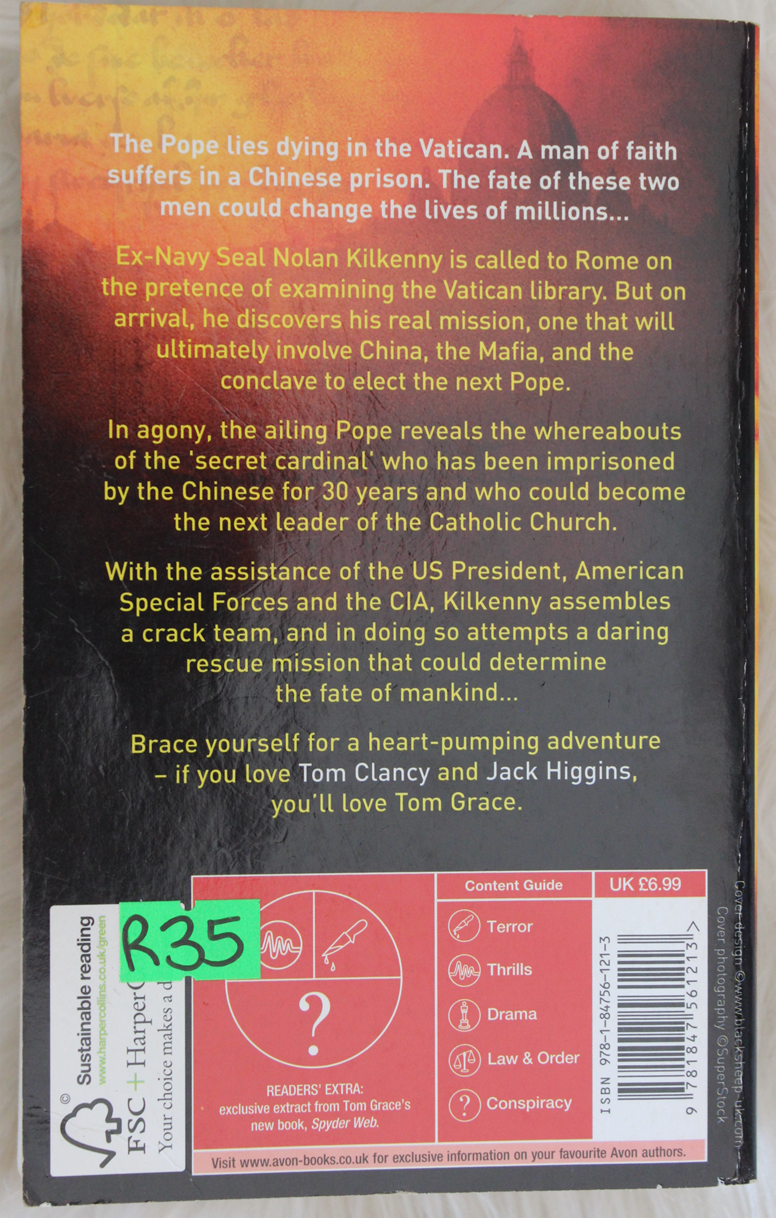 The Pope lies dying in the Vatican. A man of faith
suffers in a Chinese prison. The fate of these two
men could change the lives of millions...
Ex-Navy Seal Nolan Kilkenny is called to Rome on
the pretence of examining the Vatican library. But on
arrival, he discovers his real mission, one that will
ultimately involve China, the Mafia, and the
conclave to elect the next Pope.
In agony, the ailing Pope reveals the whereabouts
of the 'secret cardinal' who has been imprisoned
by the Chinese for 30 years and who could become
the next leader of the Catholic Church.
With the assistance of the US President, American
Special Forces and the CIA, Kilkenny assembles
a crack team, and in doing so attempts a daring
rescue mission that could determine
the fate of mankind...
Brace yourself for a heart-pumping adventure
– if you love Tom Clancy and Jack Higgins,
you'll love Tom Grace.
©
Sustainable reading
www.harpercollins.co.uk/green
FSC + Harper
Your choice makes a
R35
?
READERS' EXTRA:
exclusive extract from Tom Grace's
new book, Spyder Web.
Content Guide
Terror
Thrills
Drama
Law & Order
? Conspiracy
UK £6.99
ISBN 978-1-84756-121-3
9 781847 561213 >
Visit www.avon-books.co.uk for exclusive information on your favourite Avon authors.
Cover design ©www.blacksheep-uk.com
Cover photography ©SuperStock